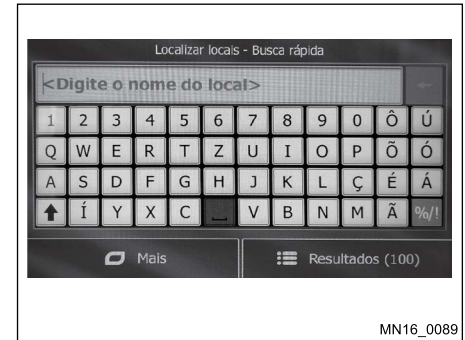 Localizar locais - Busca rápida
<Digite o nome do local>
1 2 3 4 5 6 7 8 9 0 Ô Ú
Q W E R T Z U I O P Õ Ó
A S D F G H J K L Ç É Á
Í Y X C V B N M Ã %/!
Mais Resultados (100)
MN16_0089